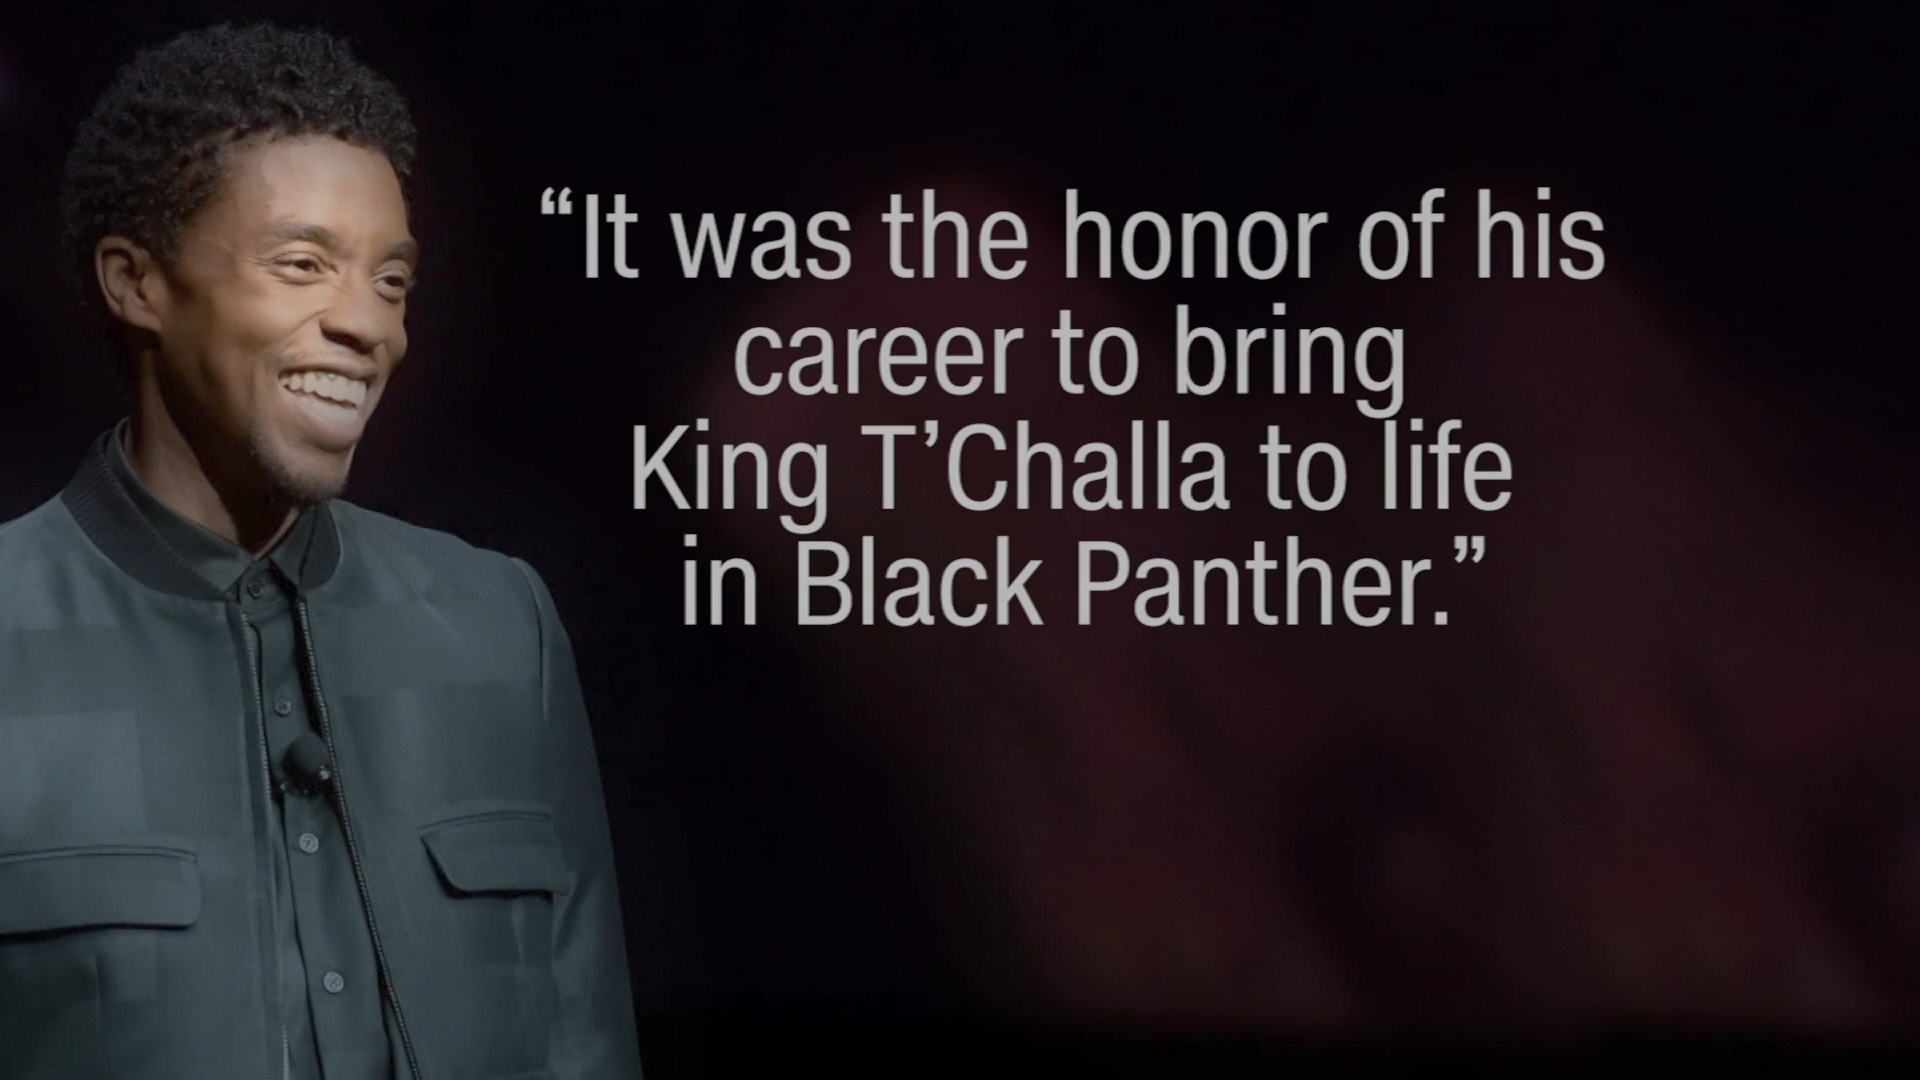 “It was the honor of his
career to bring
King T’Challa to life
in Black Panther.”